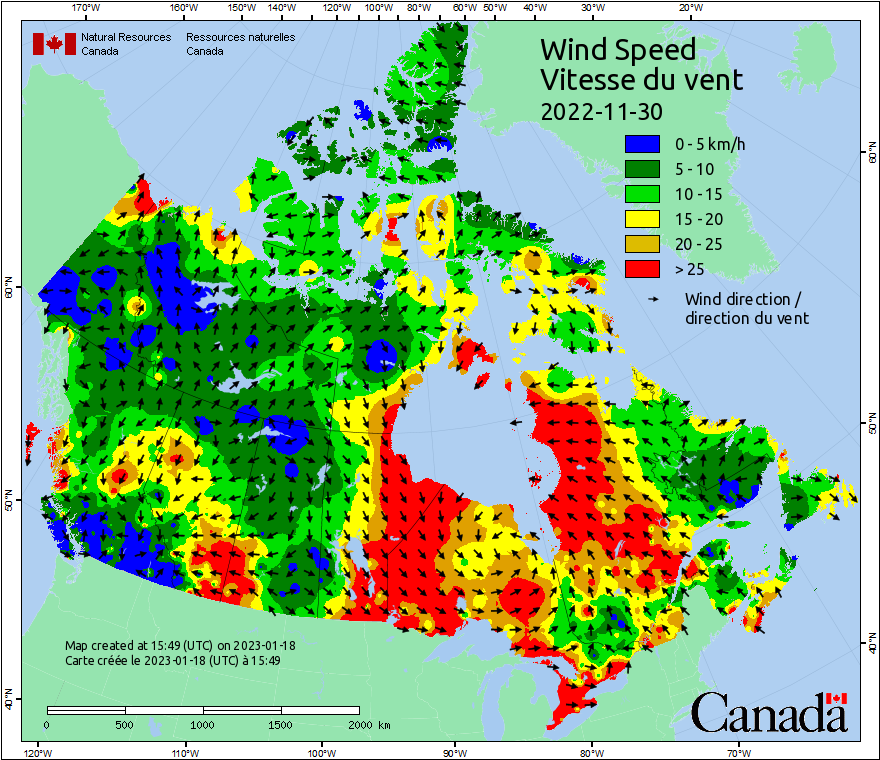 170°W 160°W 150°W 140°W 130°W 120°W 110°W 100°W 90°W 80°W 70°W 60°W 50°W 40°W 30°W 20°W
Natural Resources Canada
Ressources naturelles Canada
Wind Speed
Vitesse du vent
2022-11-30
0 - 5 km/h
5 - 10
10 - 15
15 - 20
20 - 25
> 25
Wind direction /
direction du vent
60°N
60°N
50°N
50°N
40°N
40°N
Map created at 15:49 (UTC) on 2023-01-18
Carte créée le 2023-01-18 (UTC) à 15:49
0 500 1000 1500 2000 km
Canada
120°W 110°W 100°W 90°W 80°W 70°W